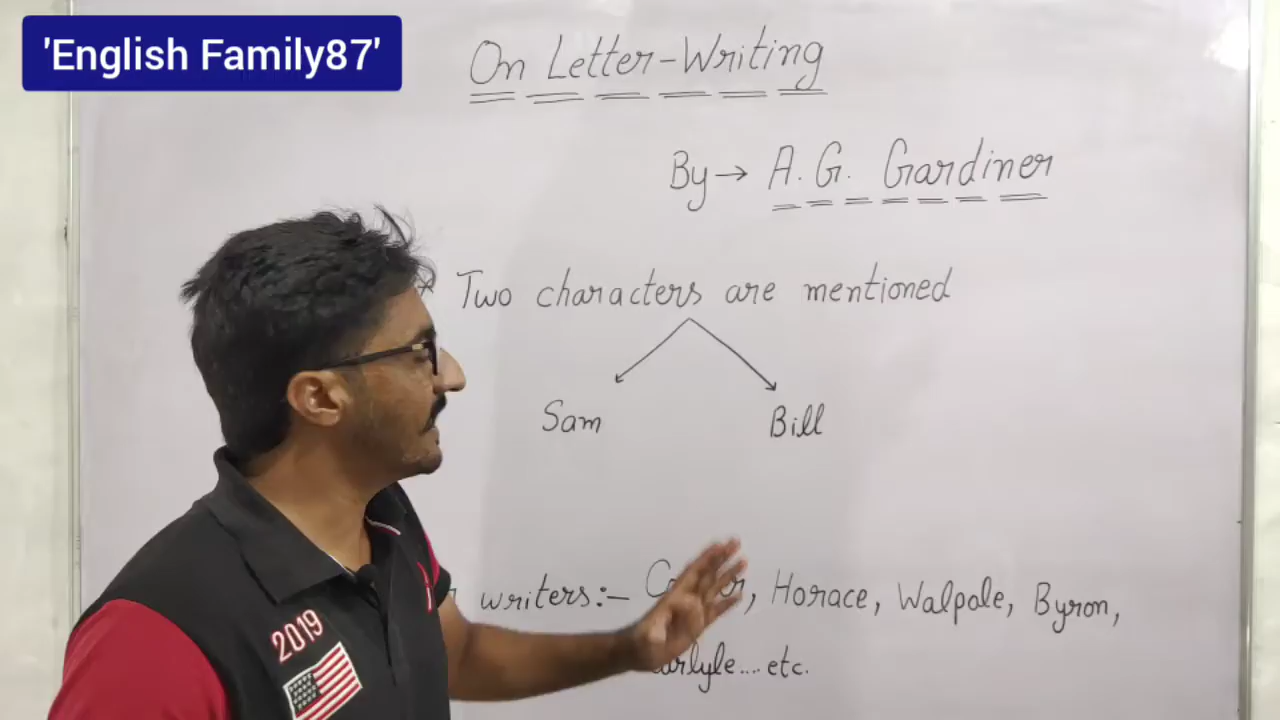 'English Family87'
On Letter-Writing
By → A. G. Gardiner
* Two characters are mentioned
Sam
Bill
writers:- Horace, Walpole, Byron,
etc.
2019